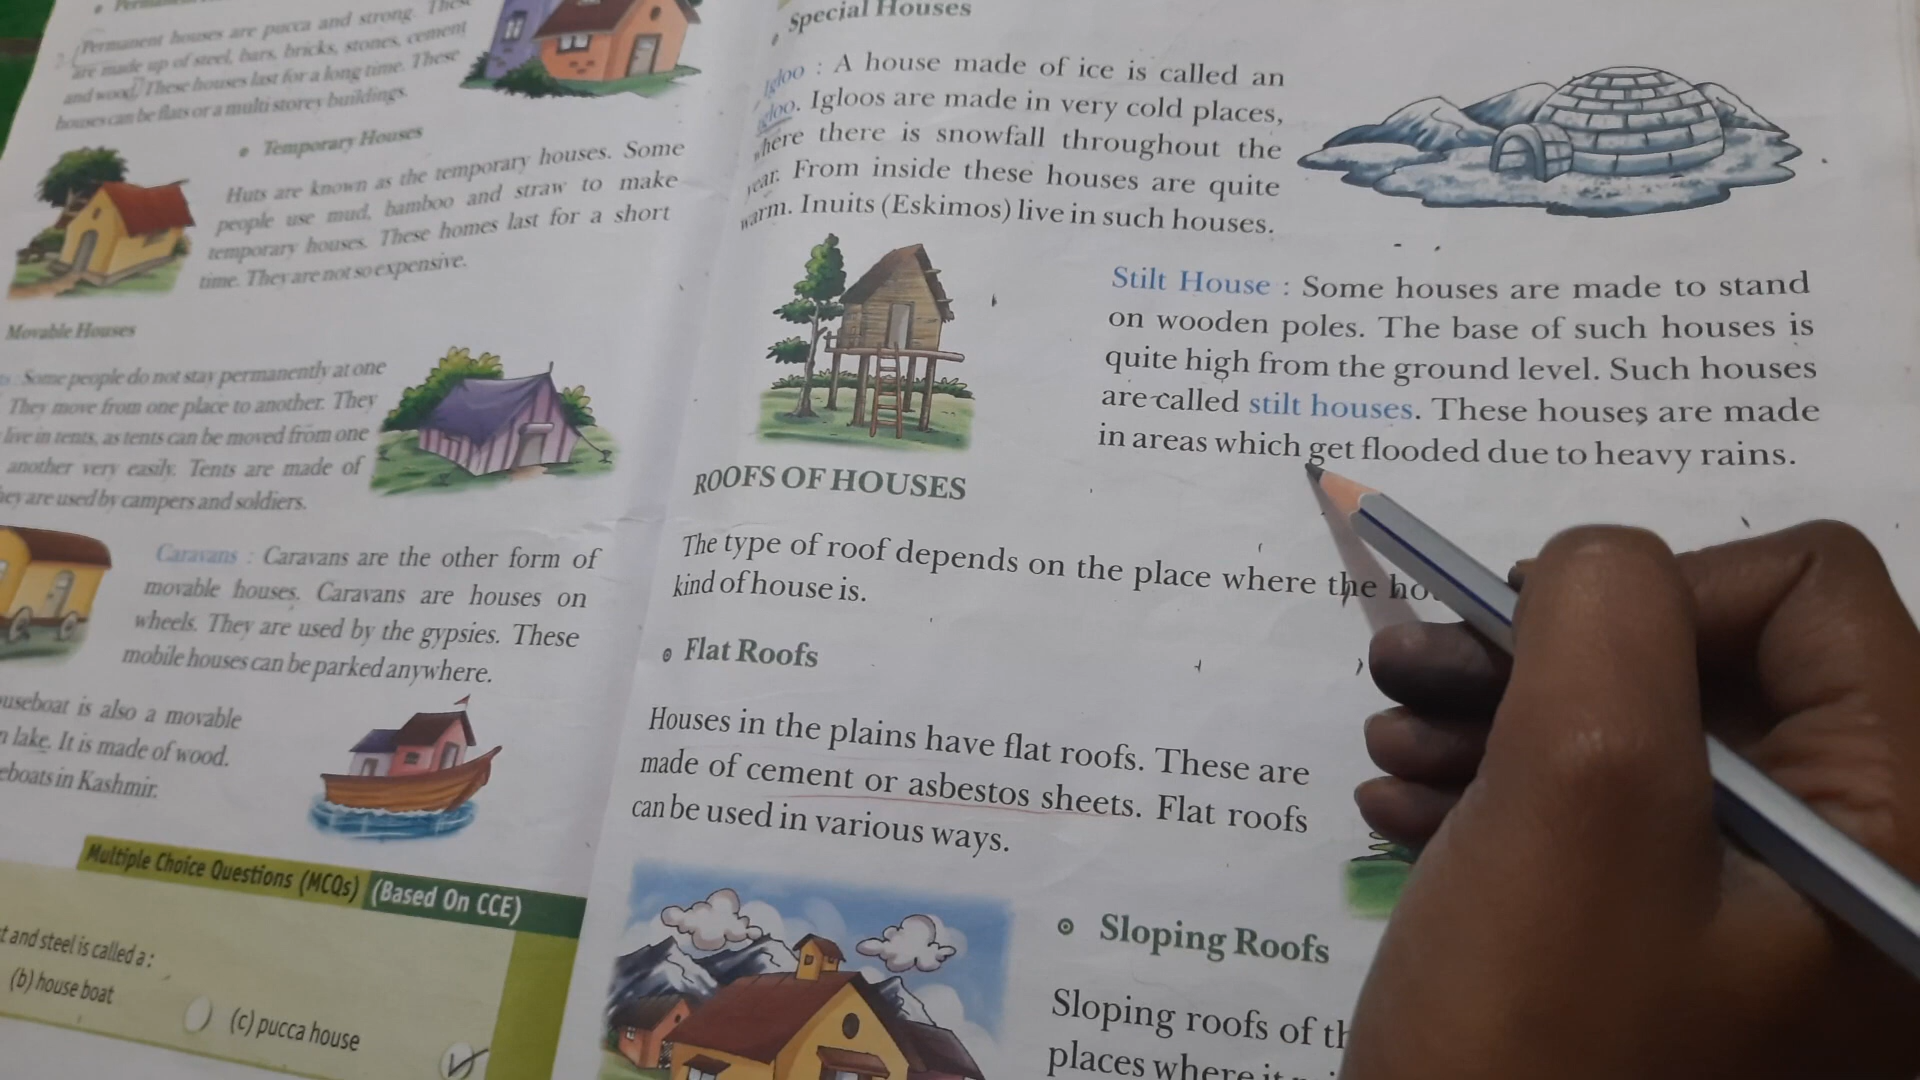 Permanent houses are pucca and strong. These
are made up of steel, bars, bricks, stones, cement
and wood. These houses last for a long time. These
houses can be flats or a multi storey buildings.
Temporary Houses
Huts are known as the temporary houses. Some
people use mud, bamboo and straw to make
temporary houses. These homes last for a short
time. They are not so expensive.
Movable Houses
Some people do not stay permanently at one
They move from one place to another. They
live in tents, as tents can be moved from one
another very easily. Tents are made of
They are used by campers and soldiers.
Caravans : Caravans are the other form of
movable houses. Caravans are houses on
wheels. They are used by the gypsies. These
mobile houses can be parked anywhere.
is also a movable
lake. It is made of wood.
in Kashmir.
Multiple Choice Questions (MCQs) (Based On CCE)
and steel is called a :
(b) house boat
(c) pucca house
Special Houses
Igloo : A house made of ice is called an
igloo. Igloos are made in very cold places,
where there is snowfall throughout the
year. From inside these houses are quite
warm. Inuits (Eskimos) live in such houses.
Stilt House : Some houses are made to stand
on wooden poles. The base of such houses is
quite high from the ground level. Such houses
are called stilt houses. These houses are made
in areas which get flooded due to heavy rains.
ROOFS OF HOUSES
The type of roof depends on the place where the
kind of house is.
Flat Roofs
Houses in the plains have flat roofs. These are
made of cement or asbestos sheets. Flat roofs
can be used in various ways.
Sloping Roofs
Sloping roofs of
places where it